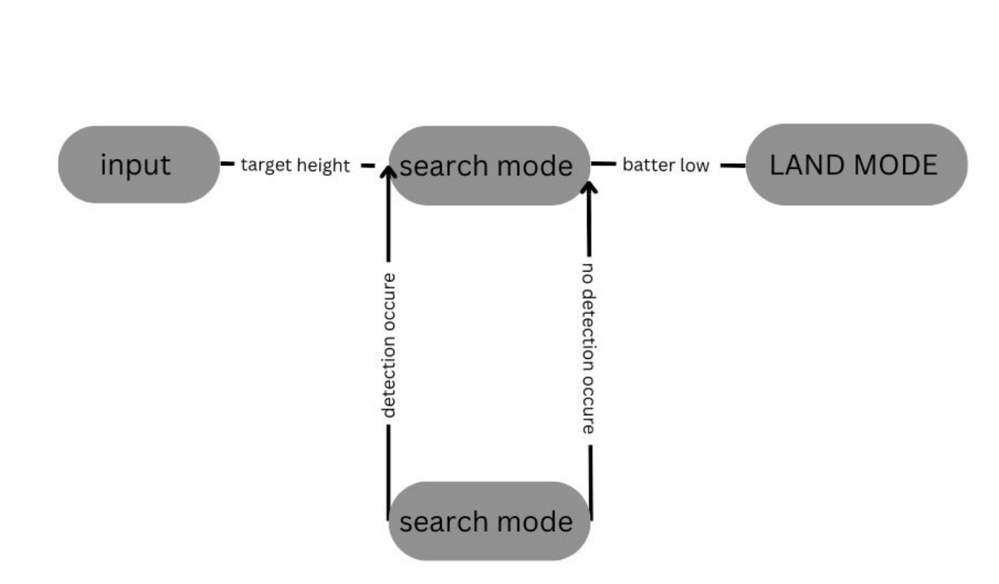 input
target height
search mode
batter low
LAND MODE
detection occure
no detection occure
search mode